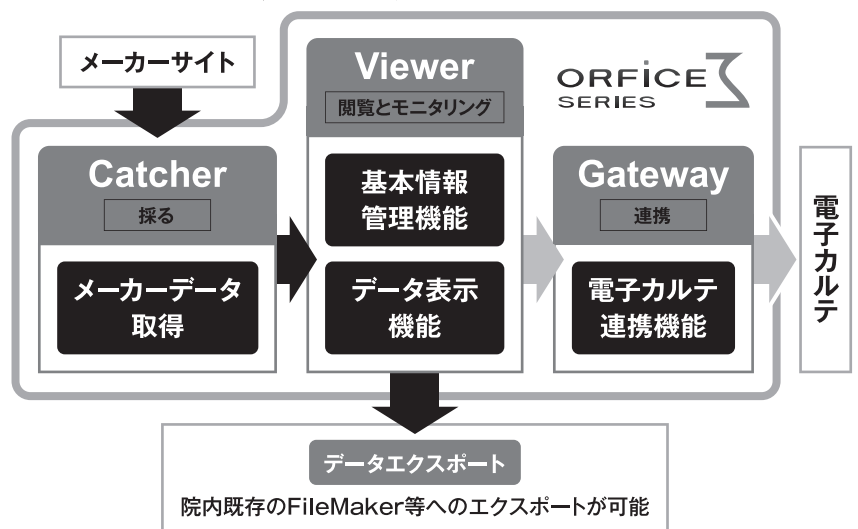 メーカーサイト
Viewer
閲覧とモニタリング
ORFiCE Σ
SERIES
Catcher
採る
基本情報
管理機能
Gateway
連携
メーカーデータ
取得
データ表示
機能
電子カルテ
連携機能
電子カルテ
データエクスポート
院内既存のFileMaker等へのエクスポートが可能